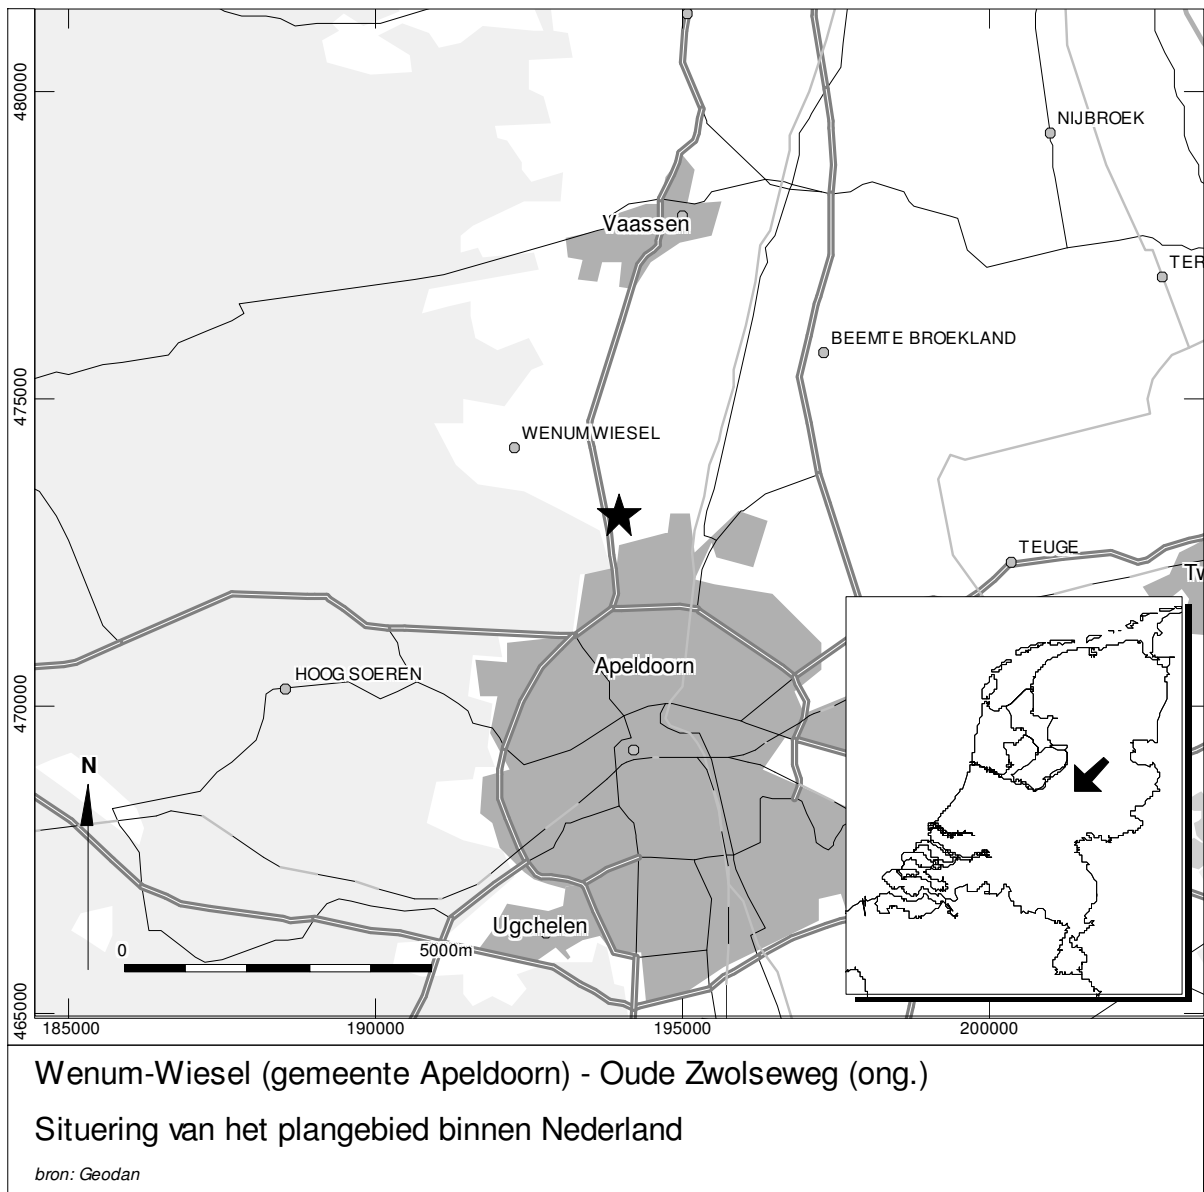 480000
475000
470000
465000
NIJBROEK
Vaassen
TER
BEEMTE BROEKLAND
WENUM WIESEL
TEUGE
Tw
Apeldoorn
HOOG SOEREN
N
Ugchelen
0 5000m
185000 190000 195000 200000
Wenum-Wiesel (gemeente Apeldoorn) - Oude Zwolseweg (ong.)
Situering van het plangebied binnen Nederland
bron: Geodan